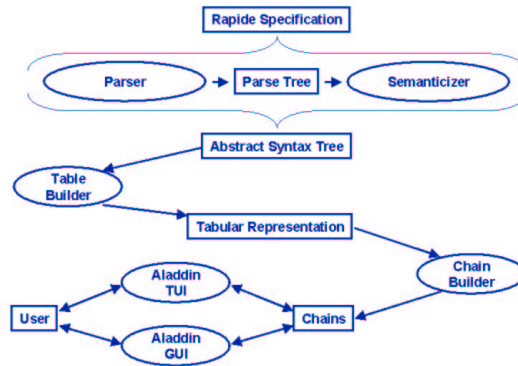 Rapide Specification
Parser
Parse Tree
Semanticizer
Abstract Syntax Tree
Table
Builder
Tabular Representation
Chain
Builder
Aladdin
TUI
User
Chains
Aladdin
GUI